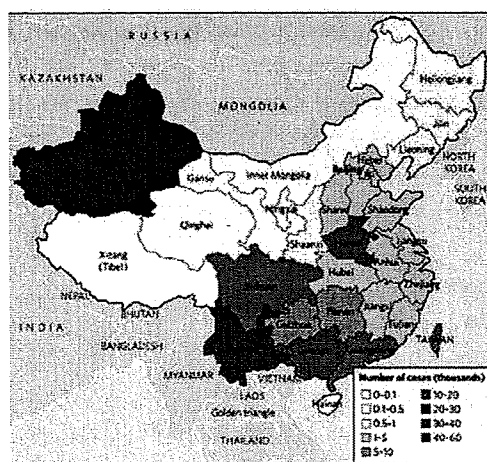 RUSSIA
KAZAKHSTAN
MONGOLIA
Heilongjiang
Jilin
Liaoning
NORTH
KOREA
SOUTH
KOREA
Inner Mongolia
Gansu
Qinghai
Shanxi
Shandong
Shaanxi
Xizang
(Tibet)
Hubei
Zhejiang
Fujian
NEPAL
BHUTAN
INDIA
BANGLADESH
MYANMAR
VIETNAM
LAOS
Golden triangle
THAILAND
TAIWAN
Hainan
Number of cases (thousands)
0-0.1
0.1-0.5
0.5-1
1-5
5-10
10-20
20-30
30-40
40-60